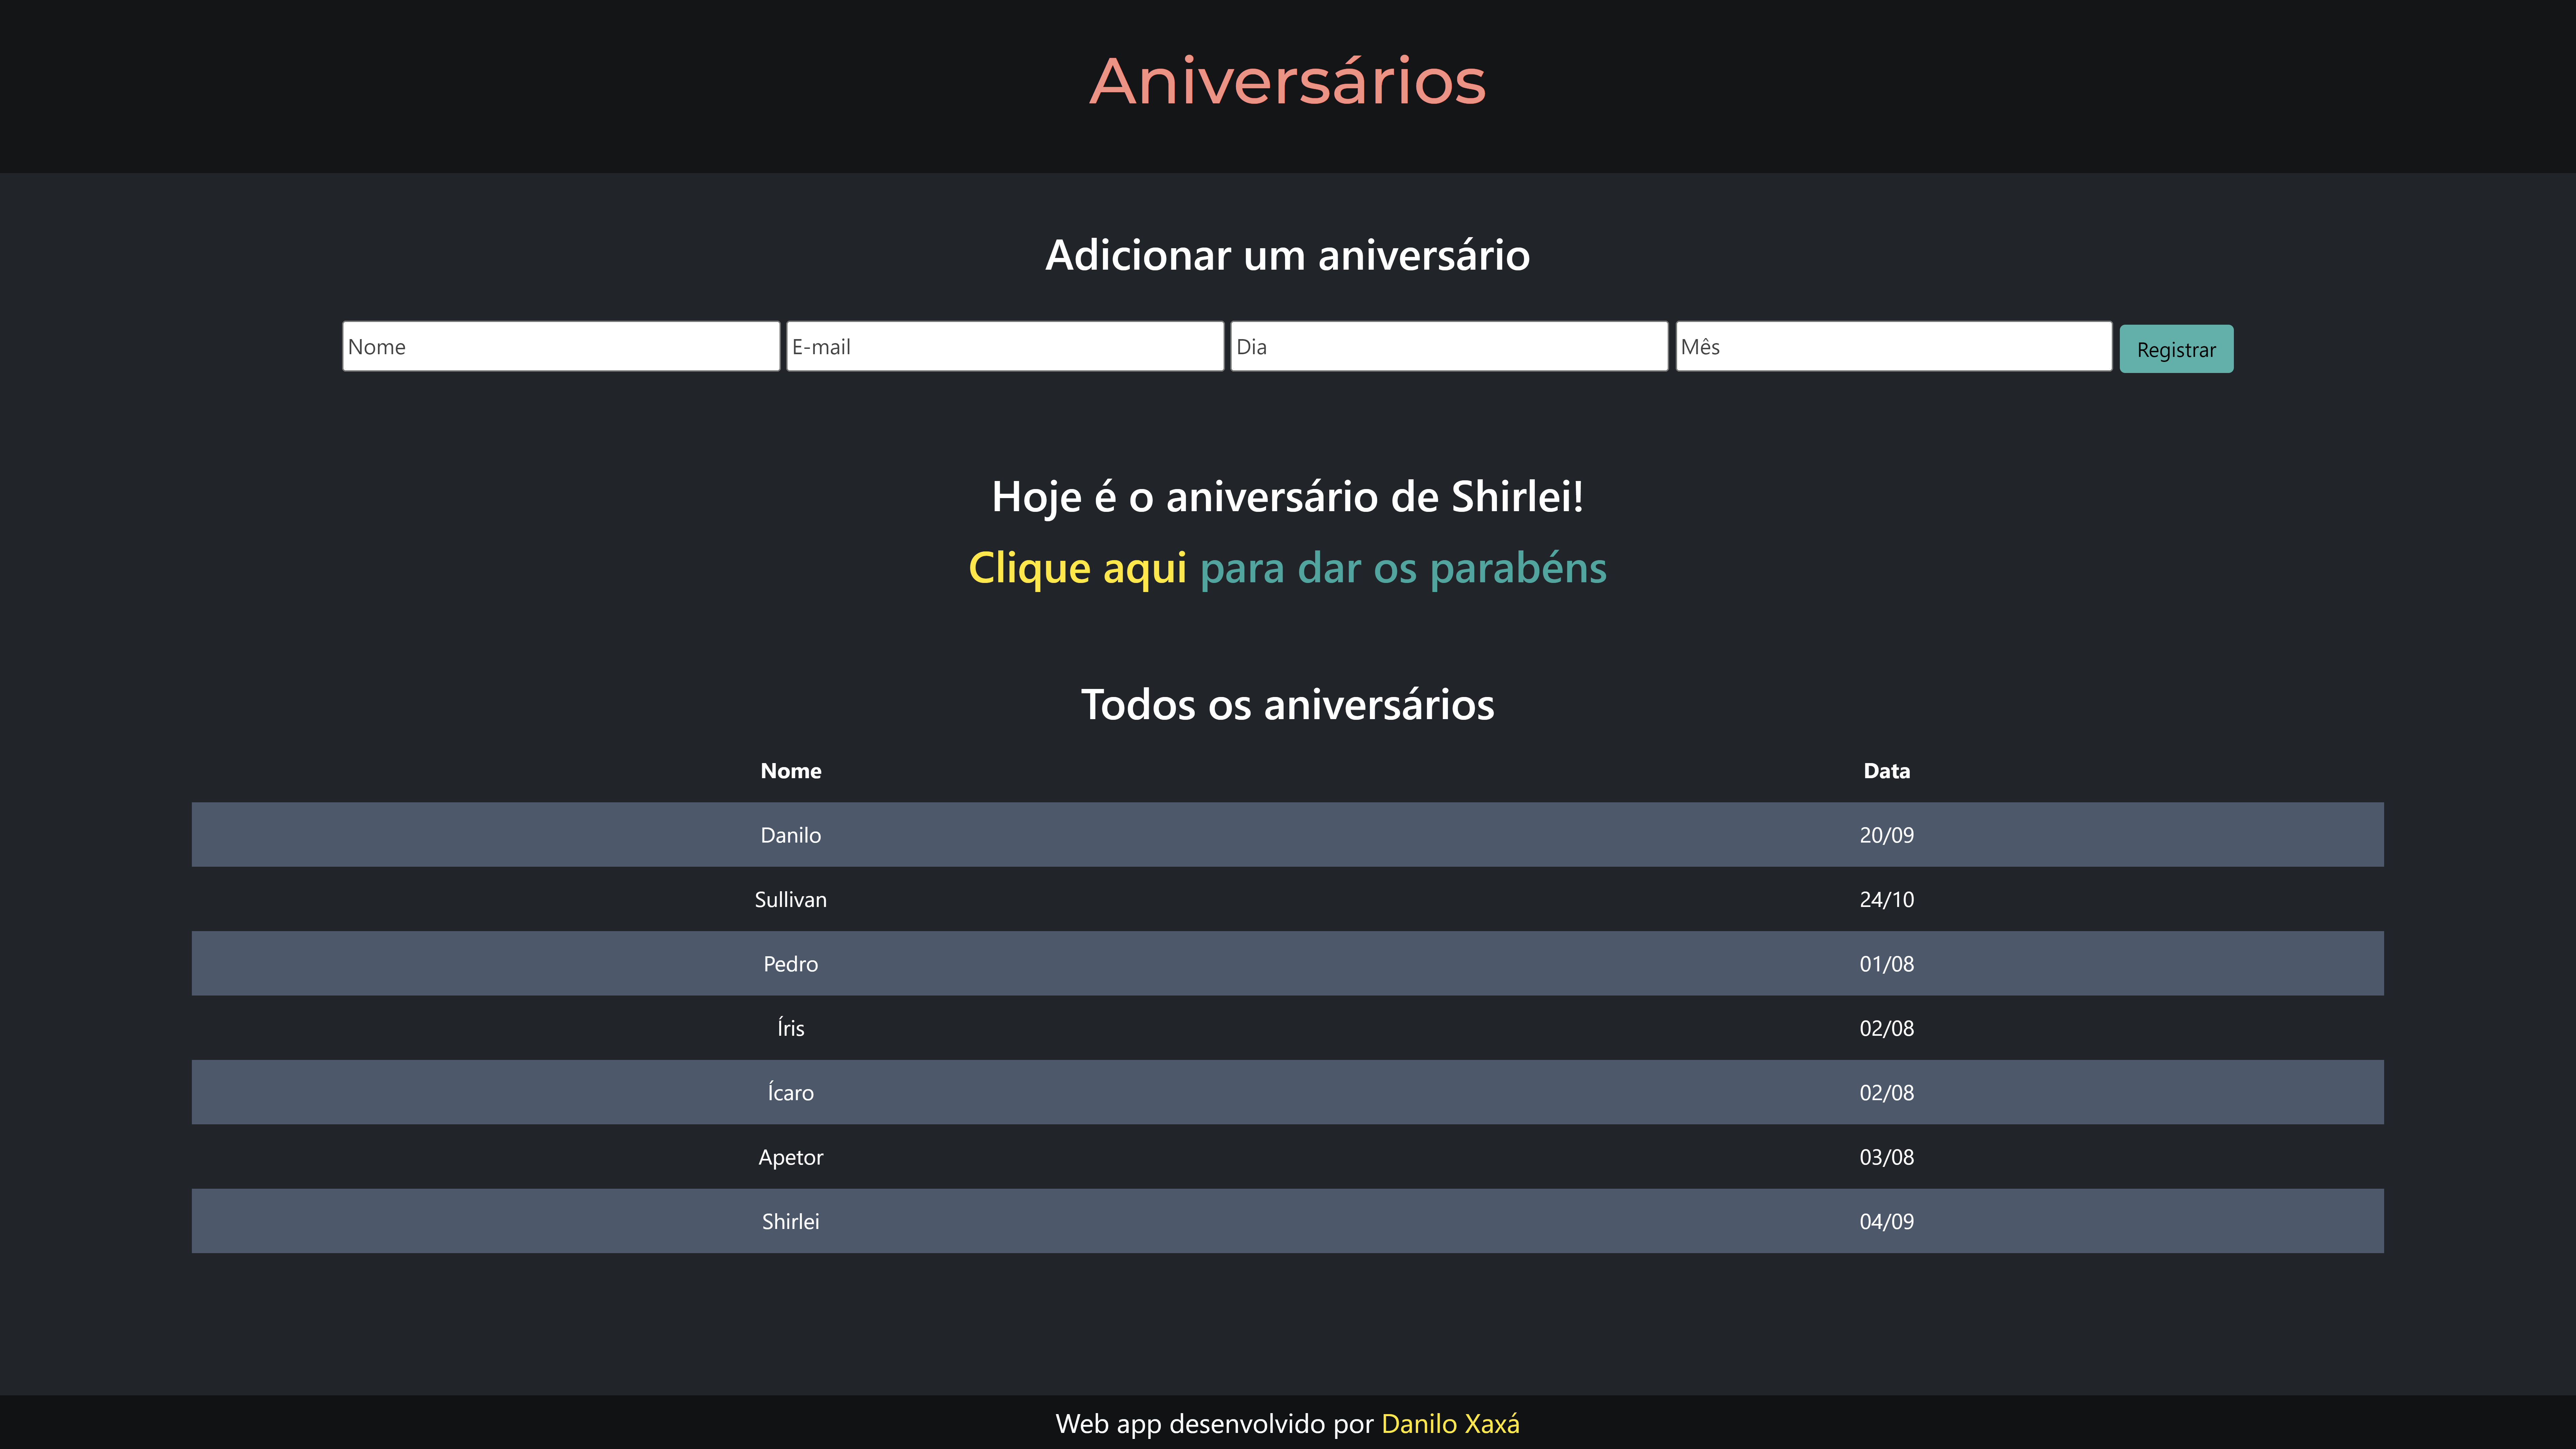 Aniversários
Adicionar um aniversário
Nome E-mail Dia Mês Registrar
Hoje é o aniversário de Shirlei!
Clique aqui para dar os parabéns
Todos os aniversários
Nome Data
Danilo 20/09
Sullivan 24/10
Pedro 01/08
Íris 02/08
Ícaro 02/08
Apetor 03/08
Shirlei 04/09
Web app desenvolvido por Danilo Xaxá